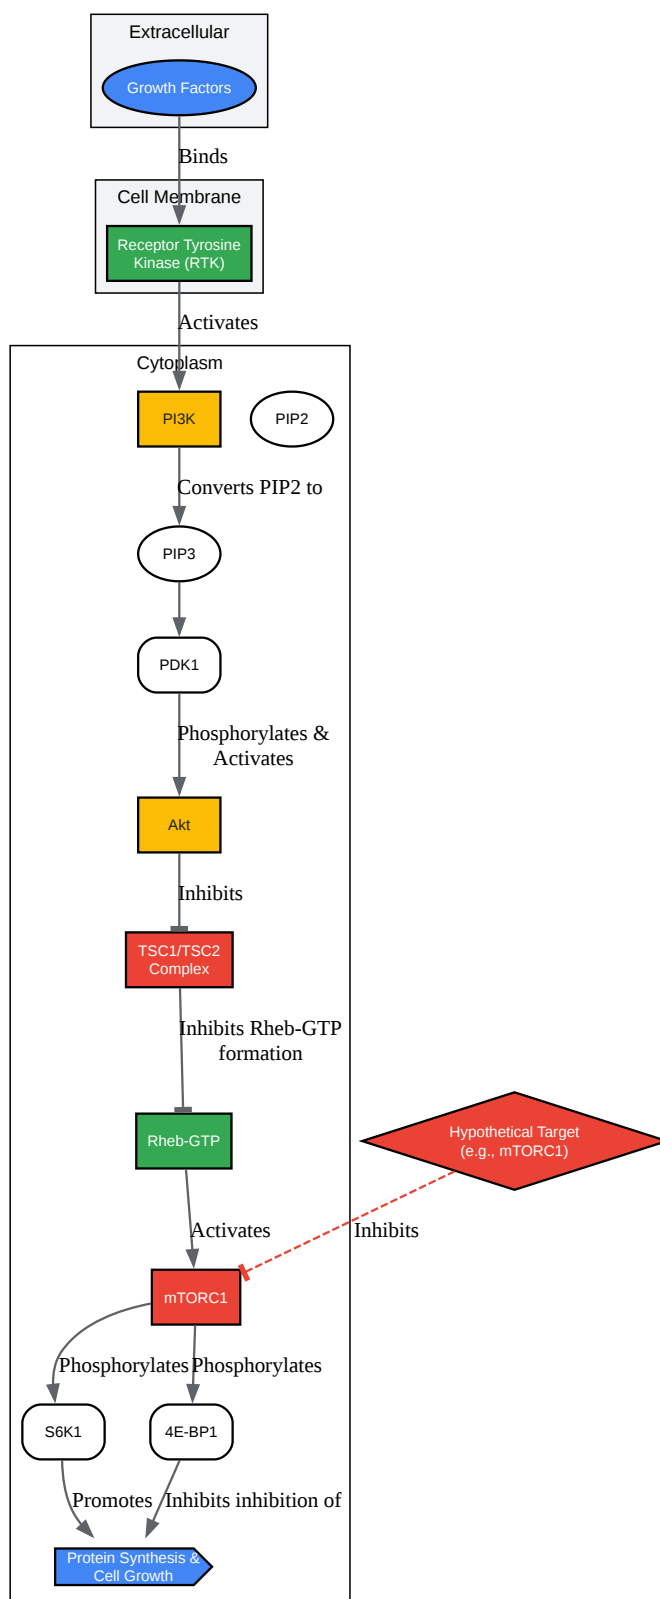 Extracellular
Growth Factors
Binds
Cell Membrane
Receptor Tyrosine
Kinase (RTK)
Activates
Cytoplasm
PI3K
PIP2
Converts PIP2 to
PIP3
PDK1
Phosphorylates &
Activates
Akt
Inhibits
TSC1/TSC2
Complex
Inhibits Rheb-GTP
formation
Hypothetical Target
(e.g., mTORC1)
Rheb-GTP
Activates
Inhibits
mTORC1
Phosphorylates
Phosphorylates
S6K1
4E-BP1
Promotes
Inhibits inhibition of
Protein Synthesis &
Cell Growth